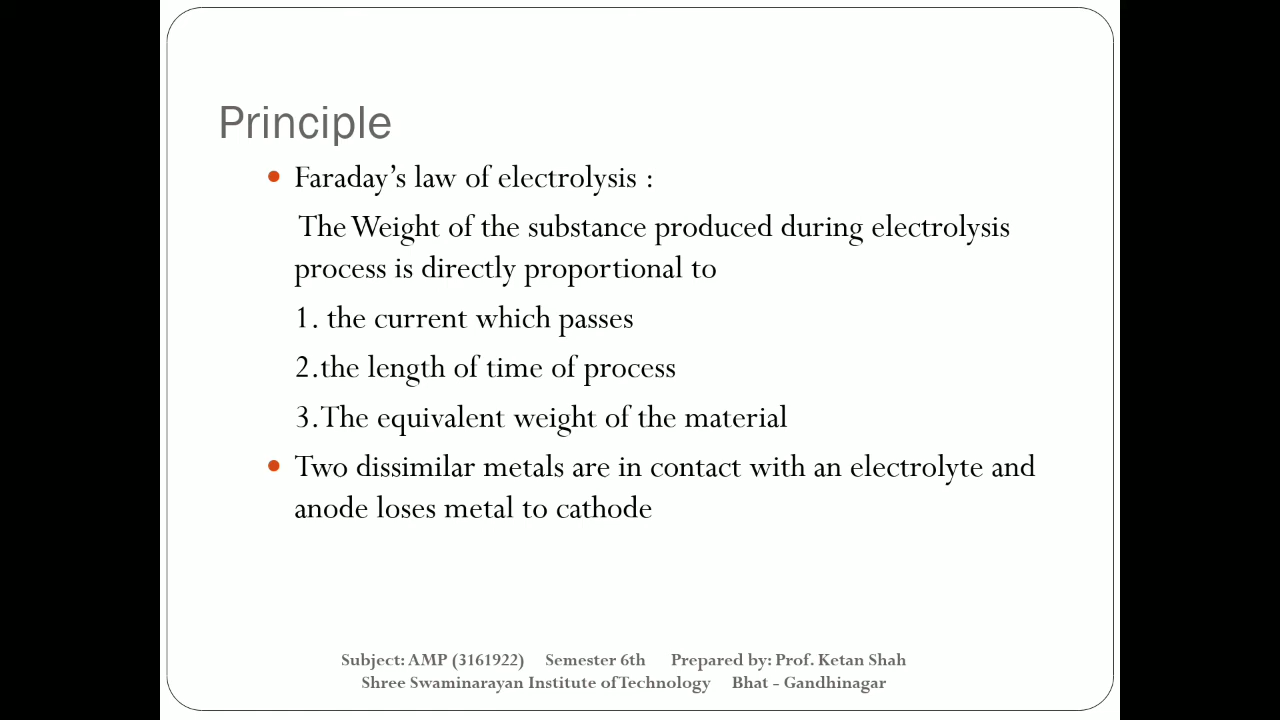 Principle
• Faraday’s law of electrolysis :
The Weight of the substance produced during electrolysis
process is directly proportional to
1. the current which passes
2.the length of time of process
3.The equivalent weight of the material
• Two dissimilar metals are in contact with an electrolyte and
anode loses metal to cathode
Subject: AMP (3161922) Semester 6th Prepared by: Prof. Ketan Shah
Shree Swaminarayan Institute of Technology Bhat - Gandhinagar